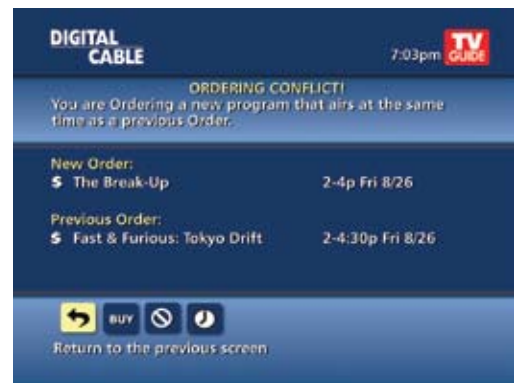 DIGITAL
CABLE
7:03pm
TV
GUIDE
ORDERING CONFLICT!
You are Ordering a new program that airs at the same
time as a previous Order.
New Order:
$ The Break-Up 2-4p Fri 8/26
Previous Order:
$ Fast & Furious: Tokyo Drift 2-4:30p Fri 8/26
BUY
Return to the previous screen